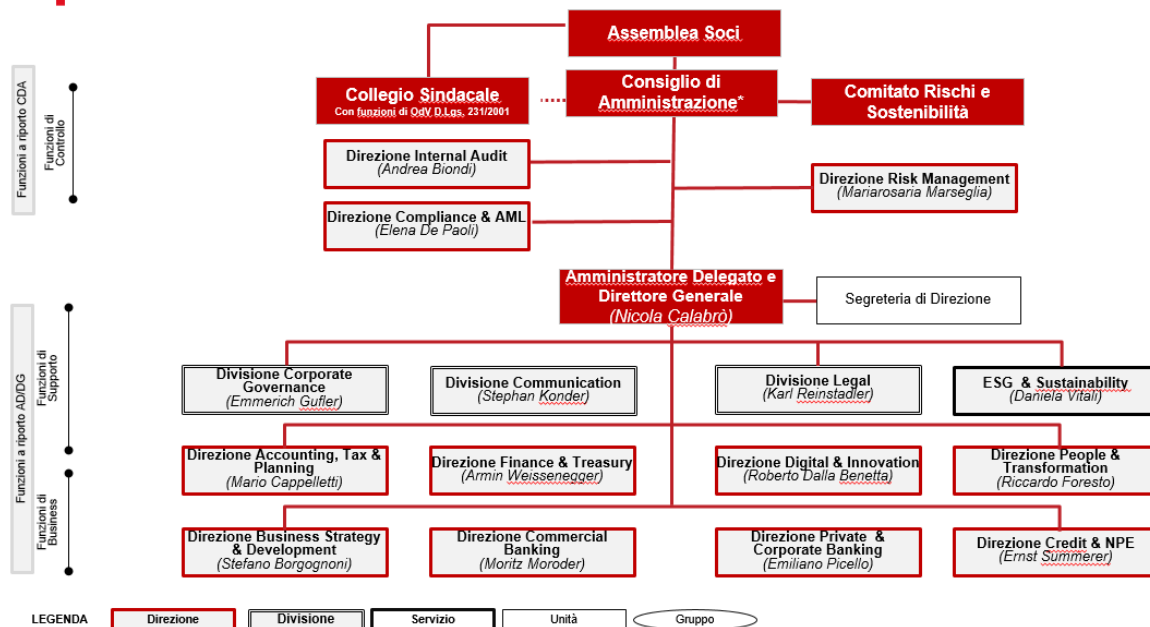 Assemblea Soci
Consiglio di
Amministrazione*
Collegio Sindacale
Con funzioni di OdV D.Lgs. 231/2001
Comitato Rischi e
Sostenibilità
Funzioni a riporto CDA
Funzioni di
Controllo
Direzione Internal Audit
(Andrea Biondi)
Direzione Risk Management
(Mariarosaria Marseglia)
Direzione Compliance & AML
(Elena De Paoli)
Amministratore Delegato e
Direttore Generale
(Nicola Calabrò)
Segreteria di Direzione
Funzioni a riporto AD/DG
Funzioni di
Supporto
Divisione Corporate
Governance
(Emmerich Gufler)
Divisione Communication
(Stephan Konder)
Divisione Legal
(Karl Reinstadler)
ESG & Sustainability
(Daniela Vitali)
Direzione Accounting, Tax &
Planning
(Mario Cappelletti)
Direzione Finance & Treasury
(Armin Weissenegger)
Direzione Digital & Innovation
(Roberto Dalla Benetta)
Direzione People &
Transformation
(Riccardo Foresto)
Funzioni di
Business
Direzione Business Strategy
& Development
(Stefano Borgognoni)
Direzione Commercial
Banking
(Moritz Moroder)
Direzione Private &
Corporate Banking
(Emiliano Picello)
Direzione Credit & NPE
(Ernst Summerer)
LEGENDA
Direzione
Divisione
Servizio
Unità
Gruppo